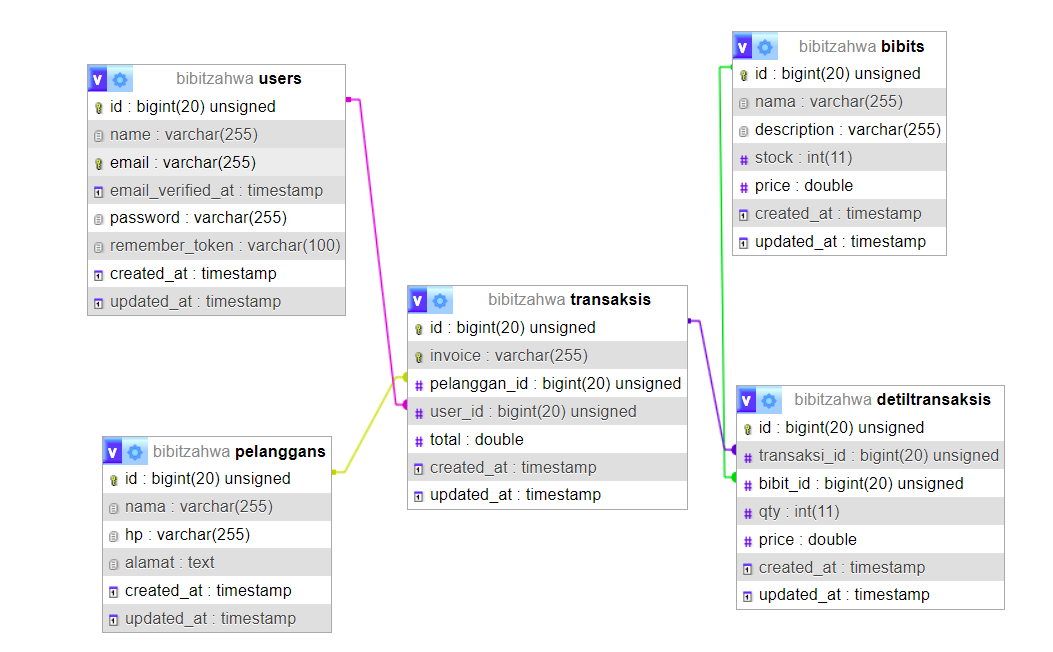 bibitzahwa users
id : bigint(20) unsigned
name : varchar(255)
email : varchar(255)
email_verified_at : timestamp
password : varchar(255)
remember_token : varchar(100)
created_at : timestamp
updated_at : timestamp
bibitzahwa pelanggans
id : bigint(20) unsigned
nama : varchar(255)
hp : varchar(255)
alamat : text
created_at : timestamp
updated_at : timestamp
bibitzahwa transaksis
id : bigint(20) unsigned
invoice : varchar(255)
pelanggan_id : bigint(20) unsigned
user_id : bigint(20) unsigned
total : double
created_at : timestamp
updated_at : timestamp
bibitzahwa bibits
id : bigint(20) unsigned
nama : varchar(255)
description : varchar(255)
stock : int(11)
price : double
created_at : timestamp
updated_at : timestamp
bibitzahwa detiltransaksis
id : bigint(20) unsigned
transaksi_id : bigint(20) unsigned
bibit_id : bigint(20) unsigned
qty : int(11)
price : double
created_at : timestamp
updated_at : timestamp